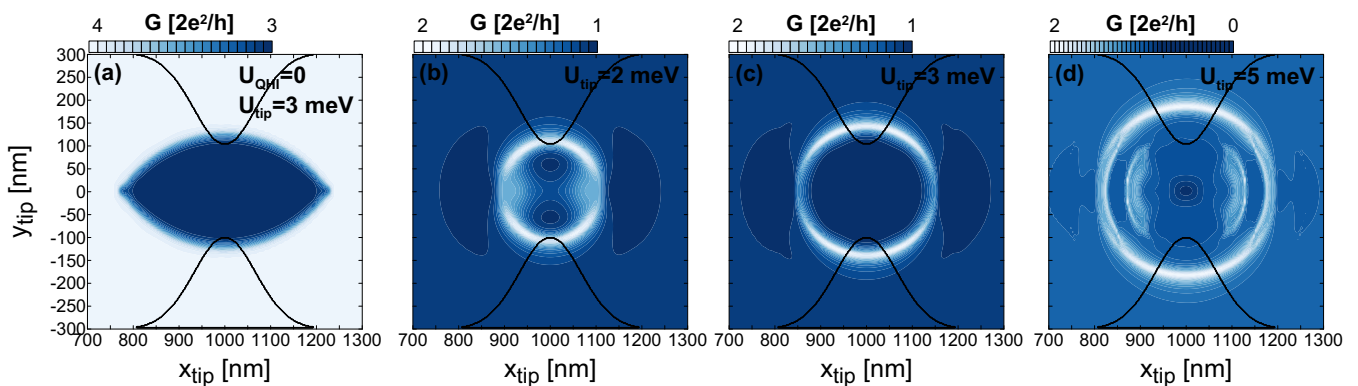 4 G [2e²/h] 3
2 G [2e²/h] 1
2 G [2e²/h] 1
2 G [2e²/h] 0
(a) U_QHI=0
U_tip=3 meV
(b) U_tip=2 meV
(c) U_tip=3 meV
(d) U_tip=5 meV
y_tip [nm]
300
250
200
150
100
50
0
-50
-100
-150
-200
-250
-300
700 800 900 1000 1100 1200 1300
700 800 900 1000 1100 1200 1300
700 800 900 1000 1100 1200 1300
700 800 900 1000 1100 1200 1300
x_tip [nm]
x_tip [nm]
x_tip [nm]
x_tip [nm]